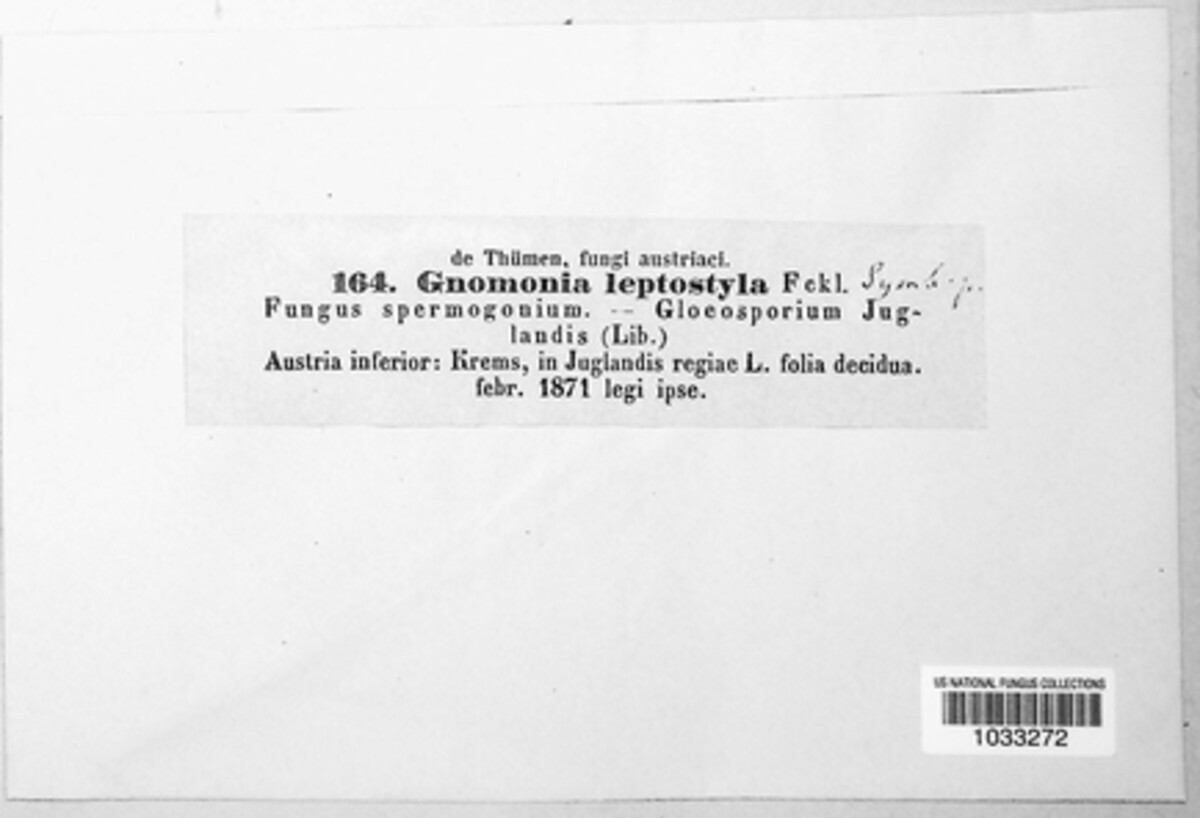 de Thümen, fungi austriaci.
164. Gnomonia leptostyla Fckl. Symb. p.
Fungus spermogonium. -- Gloeosporium Jug-
landis (Lib.)
Austria inferior: Krems, in Juglandis regiae L. folia decidua.
febr. 1871 legi ipse.
US NATIONAL FUNGUS COLLECTIONS
1033272